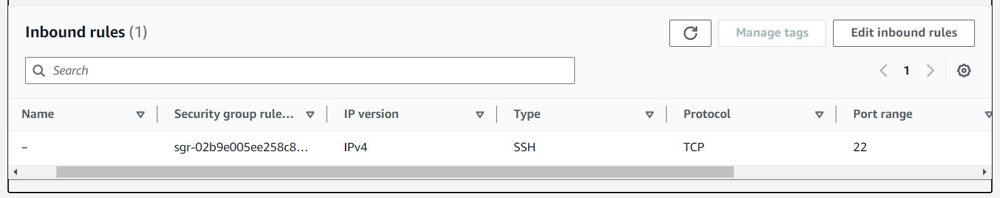 Inbound rules (1)
Manage tags
Edit inbound rules
Search
1
Name Security group rule... IP version Type Protocol Port range
– sgr-02b9e005ee258c8... IPv4 SSH TCP 22